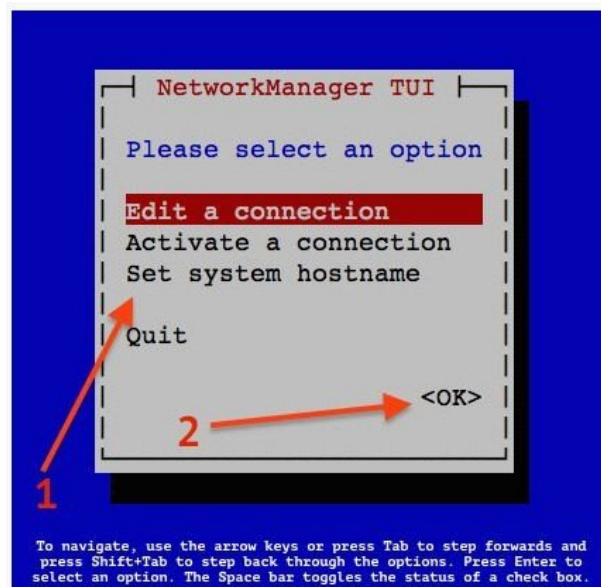 NetworkManager TUI
Please select an option
Edit a connection
Activate a connection
Set system hostname
Quit
<OK>
2
1
To navigate, use the arrow keys or press Tab to step forwards and
press Shift+Tab to step back through the options. Press Enter to
select an option. The Space bar toggles the status of a check box.